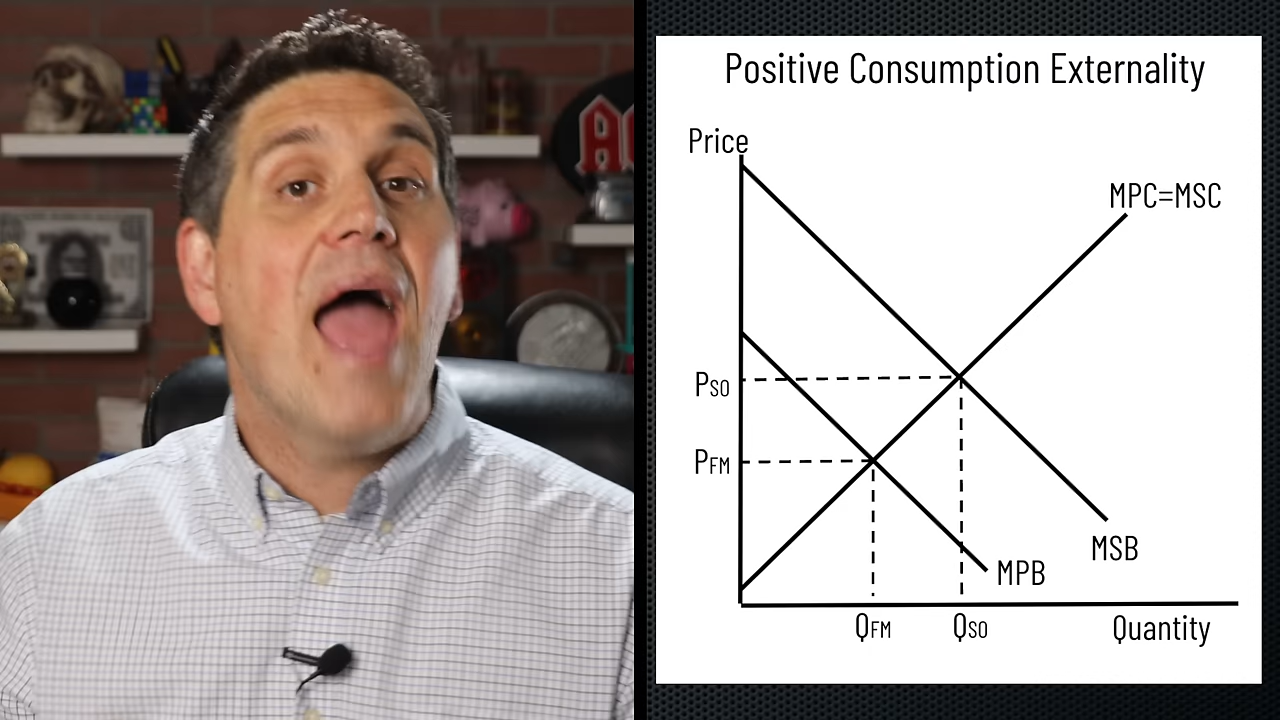 Positive Consumption Externality
Price
MPC=MSC
PSO
PFM
MSB
MPB
QFM
QSO
Quantity